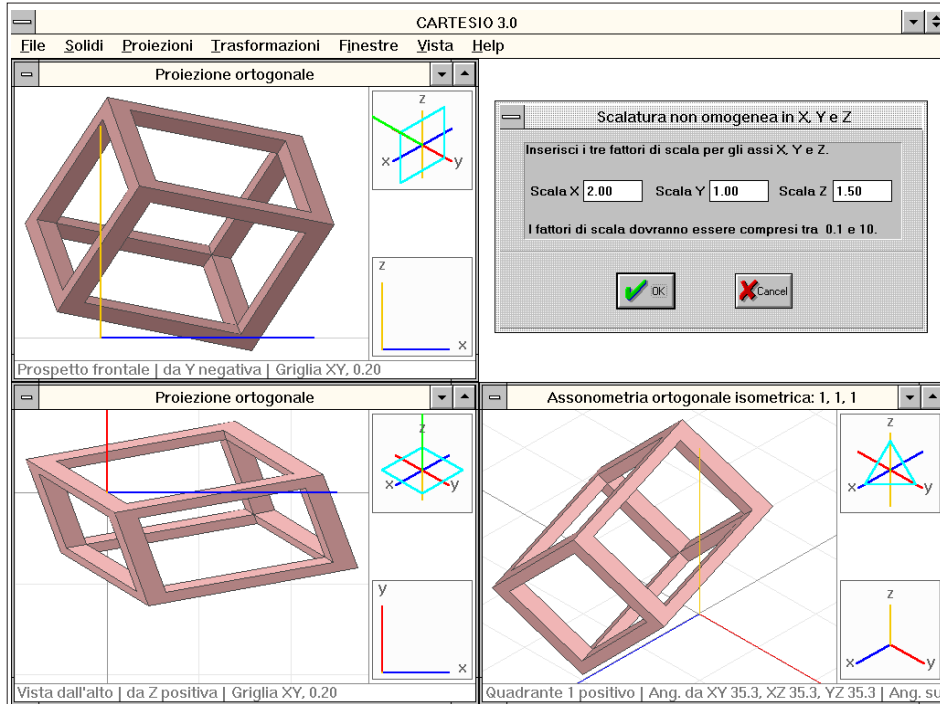 CARTESIO 3.0
File Solidi Proiezioni Trasformazioni Finestre Vista Help
Proiezione ortogonale
z
x
y
z
x
Prospetto frontale | da Y negativa | Griglia XY, 0.20
Scalatura non omogenea in X, Y e Z
Inserisci i tre fattori di scala per gli assi X, Y e Z.
Scala X 2.00 Scala Y 1.00 Scala Z 1.50
I fattori di scala dovranno essere compresi tra 0.1 e 10.
OK Cancel
Proiezione ortogonale
z
x
y
y
x
Vista dall'alto | da Z positiva | Griglia XY, 0.20
Assonometria ortogonale isometrica: 1, 1, 1
z
x
y
z
x
y
Quadrante 1 positivo | Ang. da XY 35.3, XZ 35.3, YZ 35.3 | Ang. su